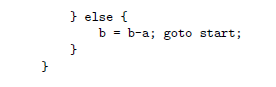 } else {
b = b-a; goto start;
}
}